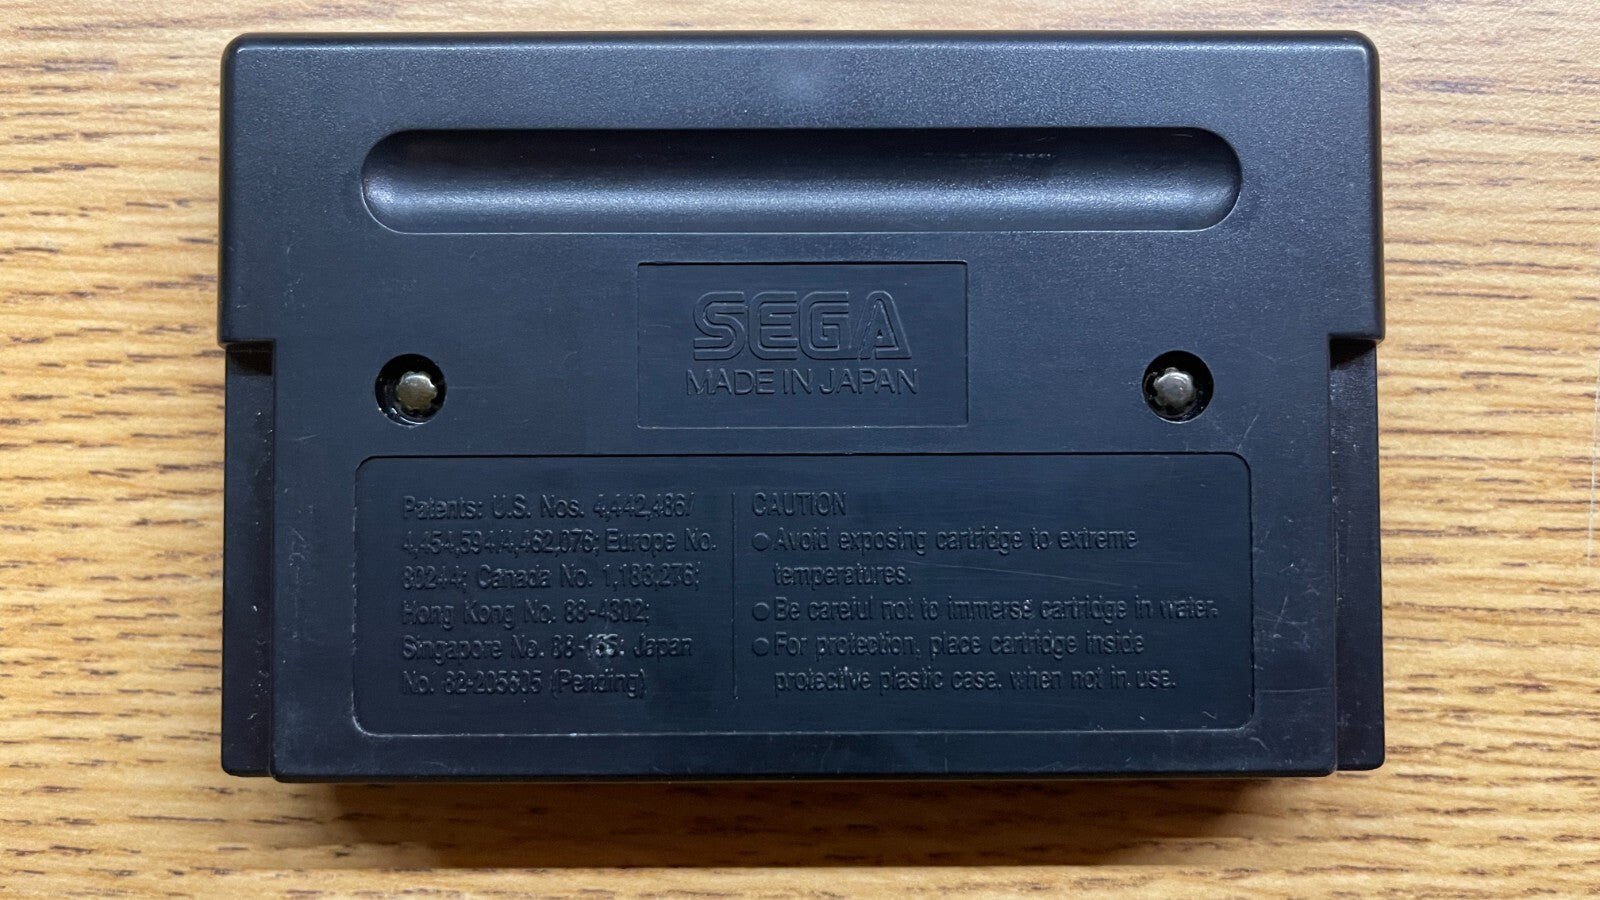 SEGA
MADE IN JAPAN
Patents: U.S. Nos. 4,442,486/
4,454,594/4,462,076; Europe No.
80244; Canada No. 1,183,276;
Hong Kong No. 88-4302;
Singapore No. 88-155; Japan
No. 82-205605 (Pending)
CAUTION
○ Avoid exposing cartridge to extreme
temperatures.
○ Be careful not to immerse cartridge in water.
○ For protection, place cartridge inside
protective plastic case, when not in use.